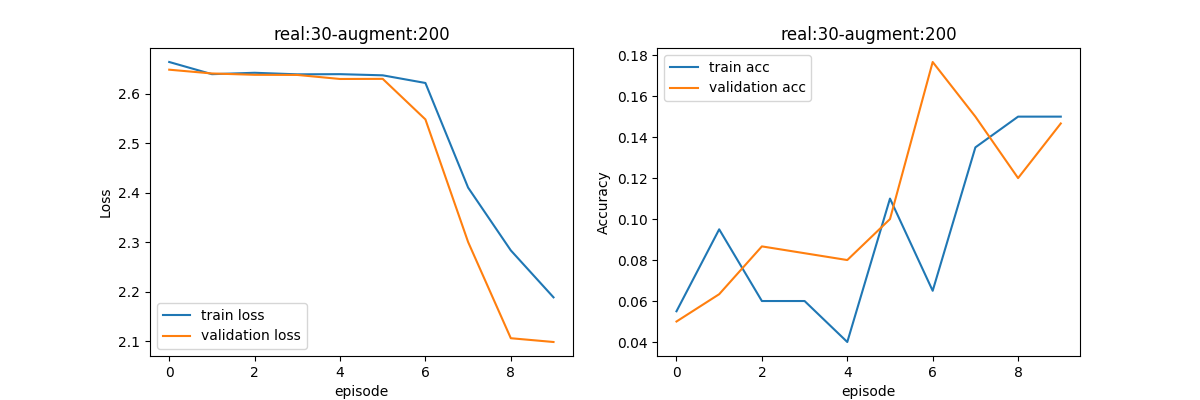 real:30-augment:200
Loss
2.6
2.5
2.4
2.3
2.2
2.1
train loss
validation loss
0 2 4 6 8
episode
real:30-augment:200
Accuracy
0.18
0.16
0.14
0.12
0.10
0.08
0.06
0.04
train acc
validation acc
0 2 4 6 8
episode